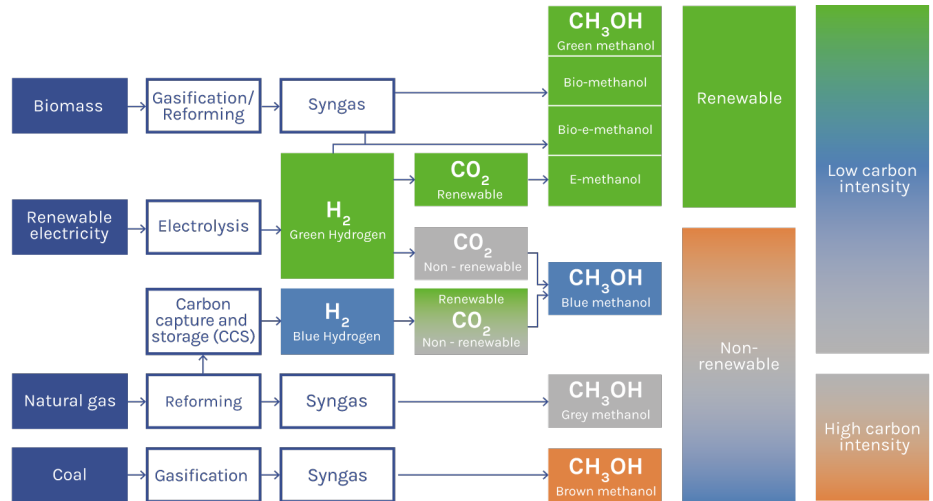 CH₃OH
Green methanol
Bio-methanol
Bio-e-methanol
E-methanol
Renewable
Low carbon
intensity
Biomass
Gasification/
Reforming
Syngas
Renewable
electricity
Electrolysis
H₂
Green Hydrogen
CO₂
Renewable
CO₂
Non - renewable
CH₃OH
Blue methanol
Carbon
capture and
storage (CCS)
H₂
Blue Hydrogen
Renewable
CO₂
Non - renewable
Non-
renewable
Natural gas
Reforming
Syngas
CH₃OH
Grey methanol
High carbon
intensity
Coal
Gasification
Syngas
CH₃OH
Brown methanol